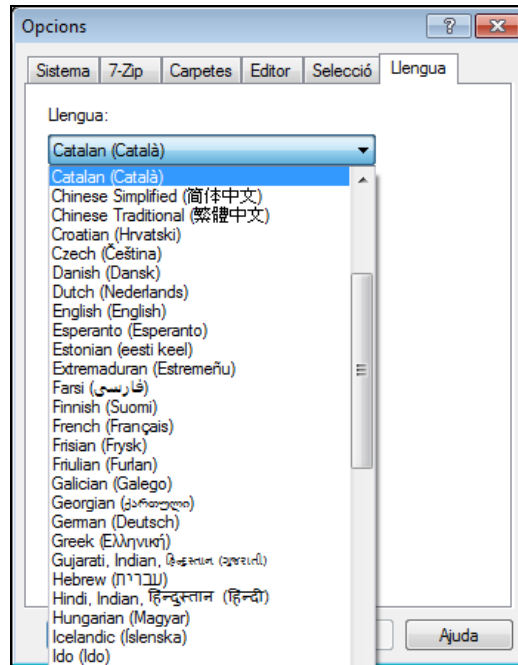 Opcions
Sistema 7-Zip Carpetes Editor Selecció Llengua
Llengua:
Catalan (Català)
Catalan (Català)
Chinese Simplified (简体中文)
Chinese Traditional (繁體中文)
Croatian (Hrvatski)
Czech (Čeština)
Danish (Dansk)
Dutch (Nederlands)
English (English)
Esperanto (Esperanto)
Estonian (eesti keel)
Extremaduran (Estremeñu)
Farsi (فارسی)
Finnish (Suomi)
French (Français)
Frisian (Frysk)
Friulian (Furlan)
Galician (Galego)
Georgian (ქართული)
German (Deutsch)
Greek (Ελληνική)
Gujarati, Indian, હિન્દુસ્તાન (ગુજરાતી)
Hebrew (עברית)
Hindi, Indian, हिन्दुस्तान (हिन्दी)
Hungarian (Magyar)
Icelandic (Íslenska)
Ido (Ido)
Ajuda